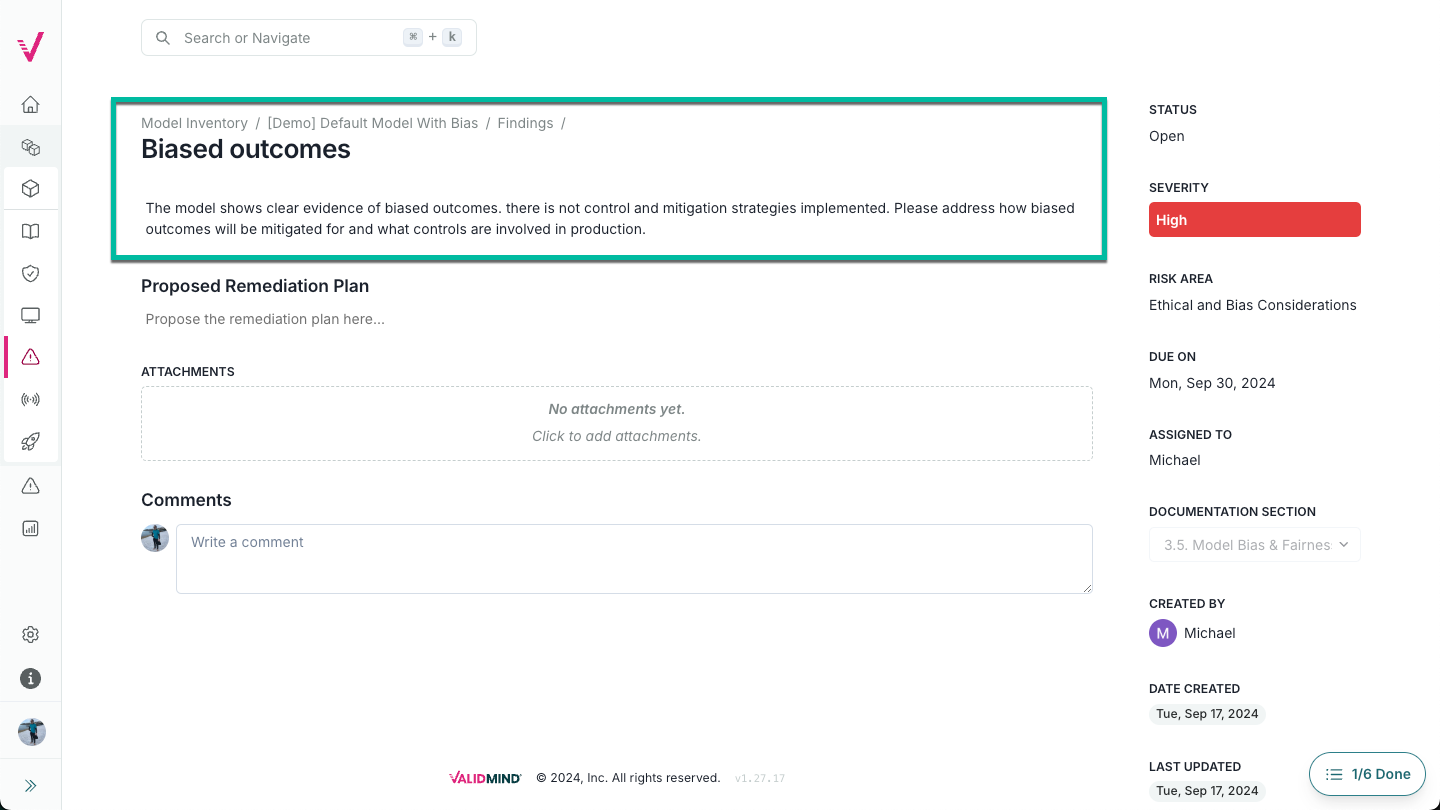 Search or Navigate ⌘ + k
Model Inventory / [Demo] Default Model With Bias / Findings /
Biased outcomes
The model shows clear evidence of biased outcomes. there is not control and mitigation strategies implemented. Please address how biased
outcomes will be mitigated for and what controls are involved in production.
Proposed Remediation Plan
Propose the remediation plan here...
ATTACHMENTS
No attachments yet.
Click to add attachments.
Comments
Write a comment
STATUS
Open
SEVERITY
High
RISK AREA
Ethical and Bias Considerations
DUE ON
Mon, Sep 30, 2024
ASSIGNED TO
Michael
DOCUMENTATION SECTION
3.5. Model Bias & Fairnes
CREATED BY
M Michael
DATE CREATED
Tue, Sep 17, 2024
LAST UPDATED
Tue, Sep 17, 2024
1/6 Done
VALIDMIND © 2024, Inc. All rights reserved. v1.27.17